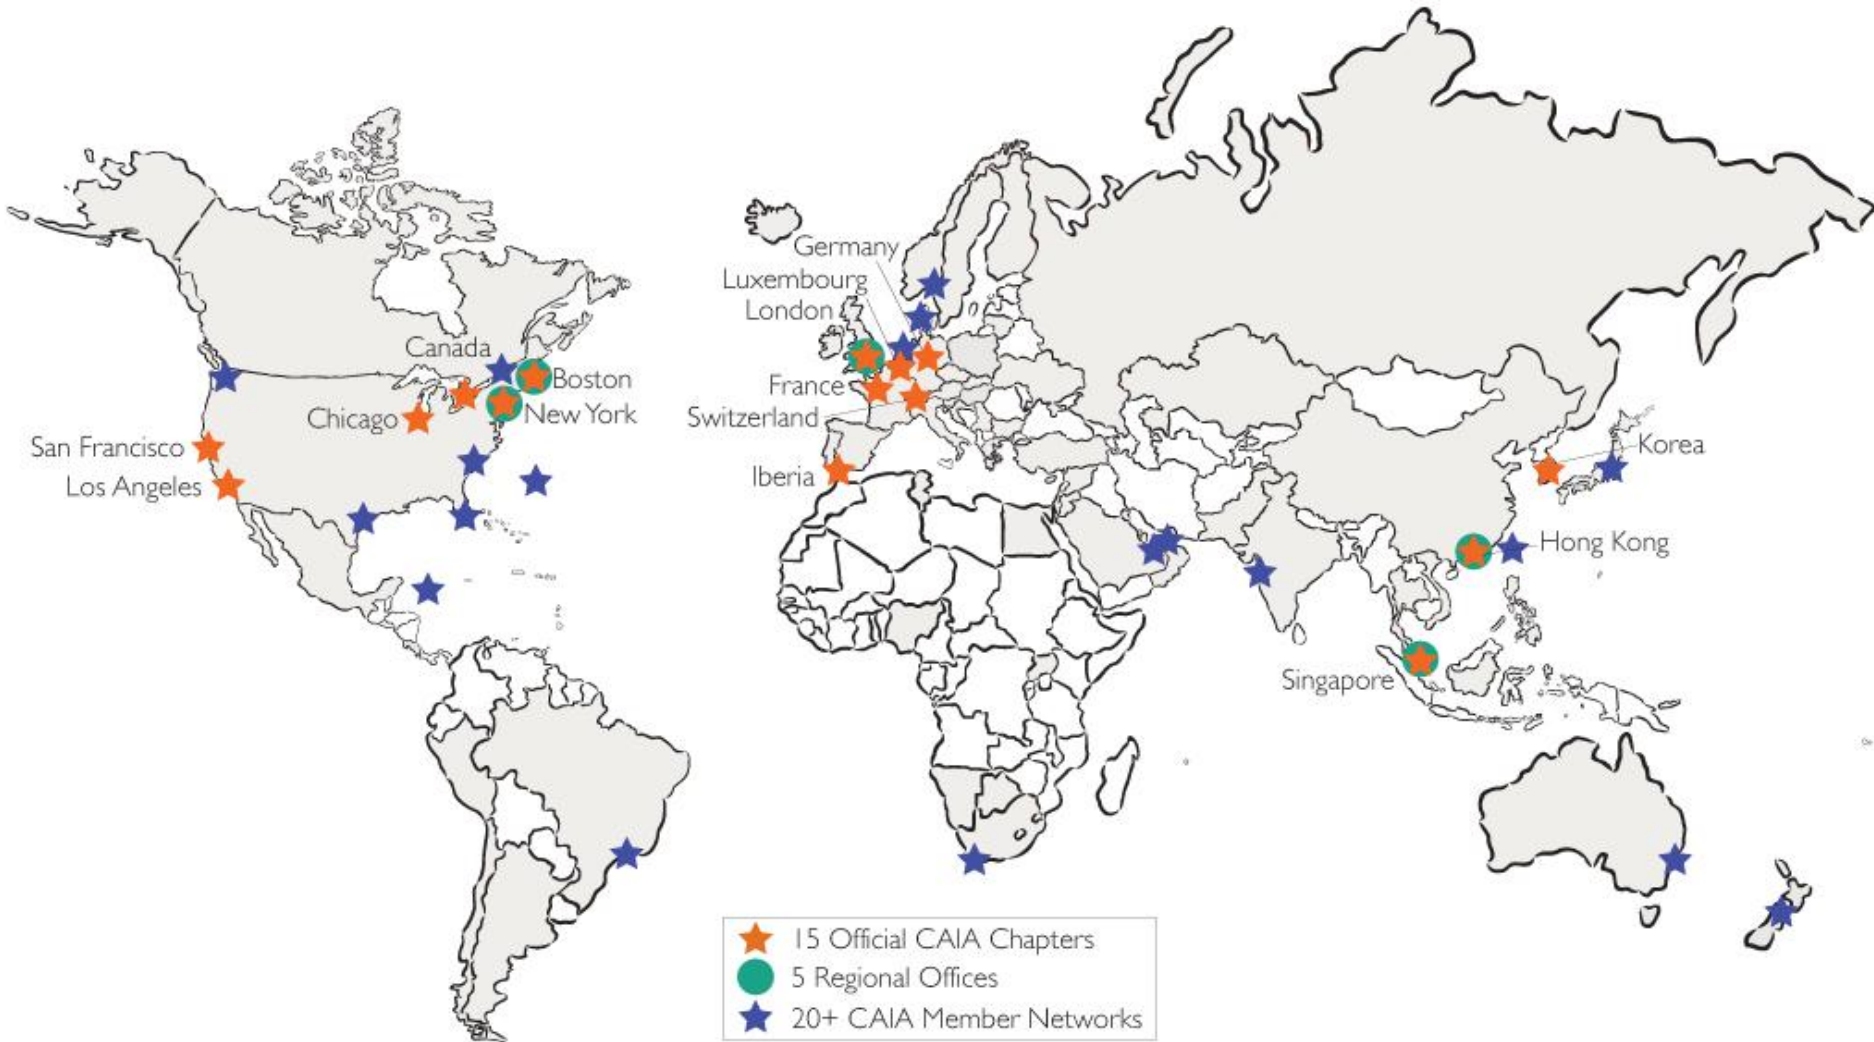 Germany
Luxembourg
London
Canada
Boston
France
Chicago
New York
Switzerland
San Francisco
Korea
Los Angeles
Iberia
Hong Kong
Singapore
15 Official CAIA Chapters
5 Regional Offices
20+ CAIA Member Networks